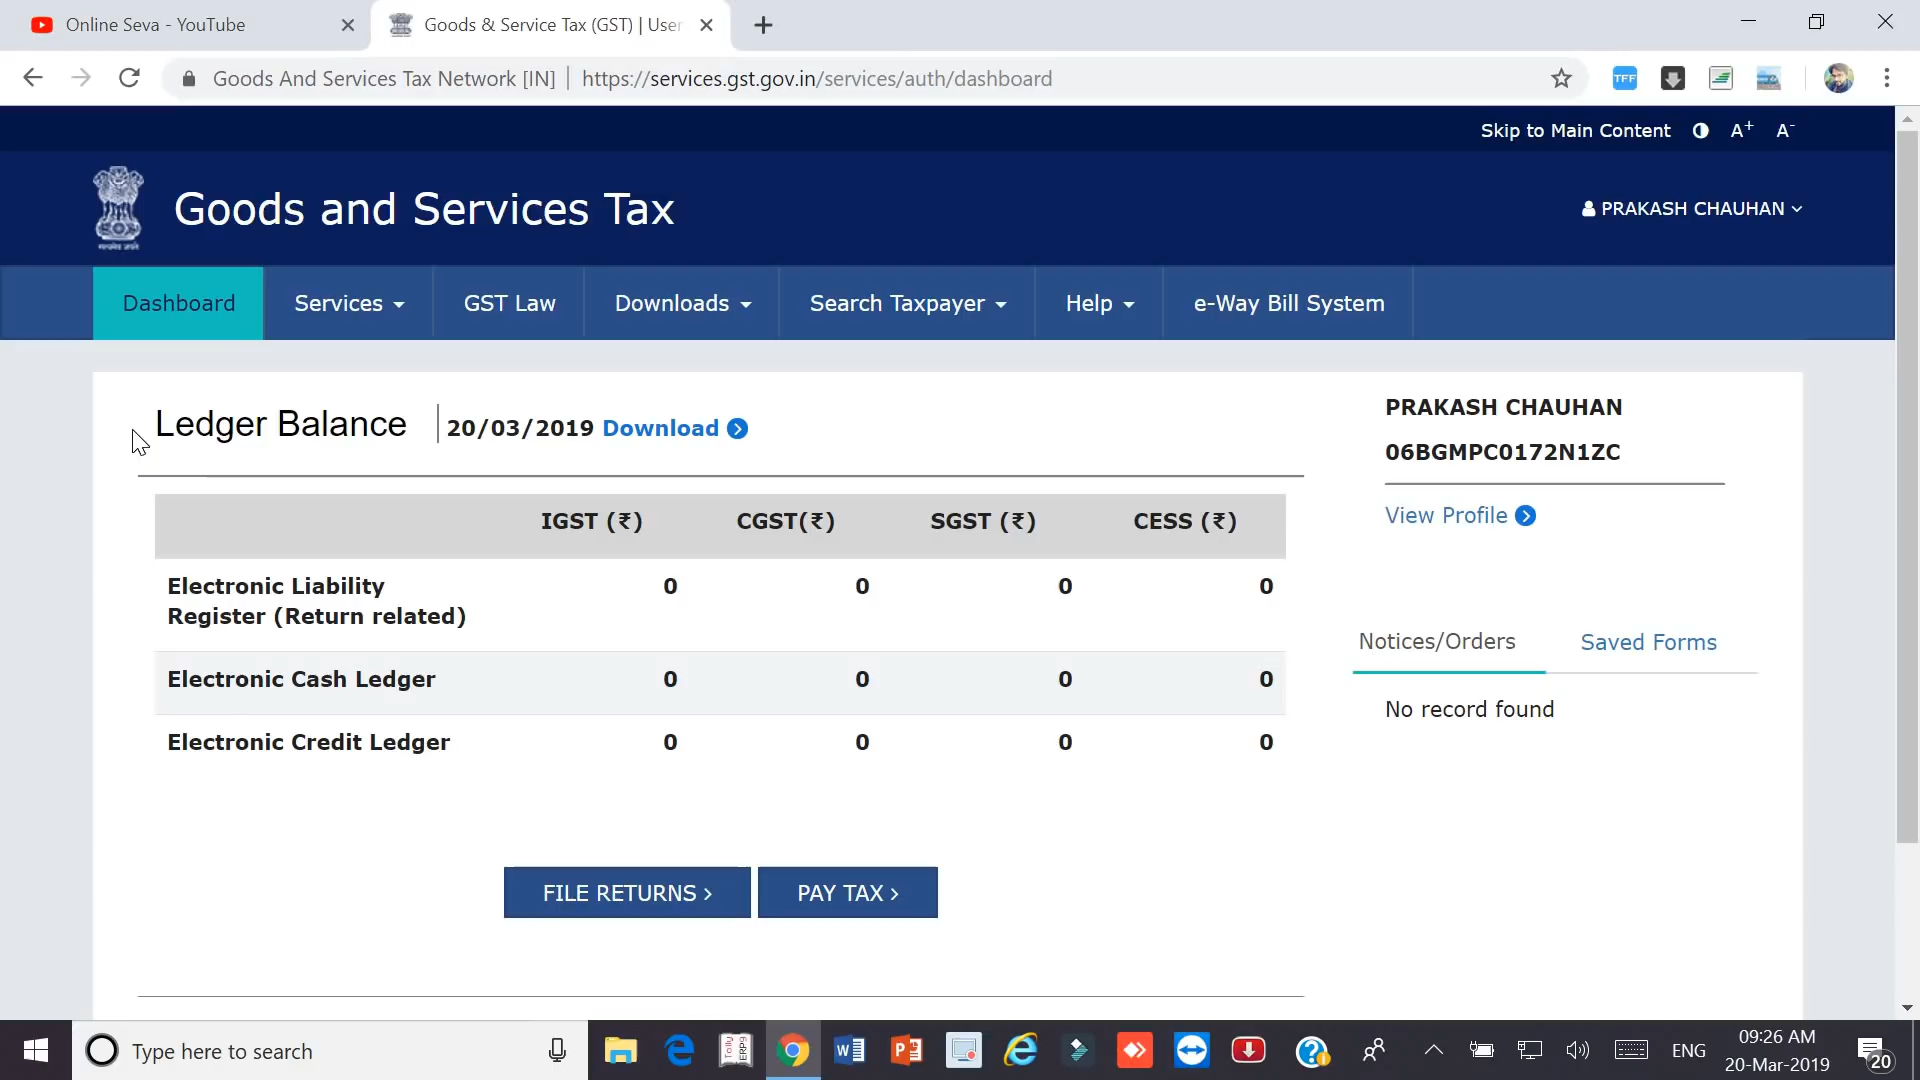 Online Seva - YouTube
Goods & Service Tax (GST) | User
Goods And Services Tax Network [IN] | https://services.gst.gov.in/services/auth/dashboard
TFF
Skip to Main Content A+ A-
Goods and Services Tax
PRAKASH CHAUHAN
Dashboard Services GST Law Downloads Search Taxpayer Help e-Way Bill System
Ledger Balance 20/03/2019 Download
PRAKASH CHAUHAN
06BGMPC0172N1ZC
View Profile
IGST (₹) CGST(₹) SGST (₹) CESS (₹)
Electronic Liability
Register (Return related) 0 0 0 0
Electronic Cash Ledger 0 0 0 0
Electronic Credit Ledger 0 0 0 0
Notices/Orders Saved Forms
No record found
FILE RETURNS > PAY TAX >
Type here to search
ENG
09:26 AM
20-Mar-2019
20